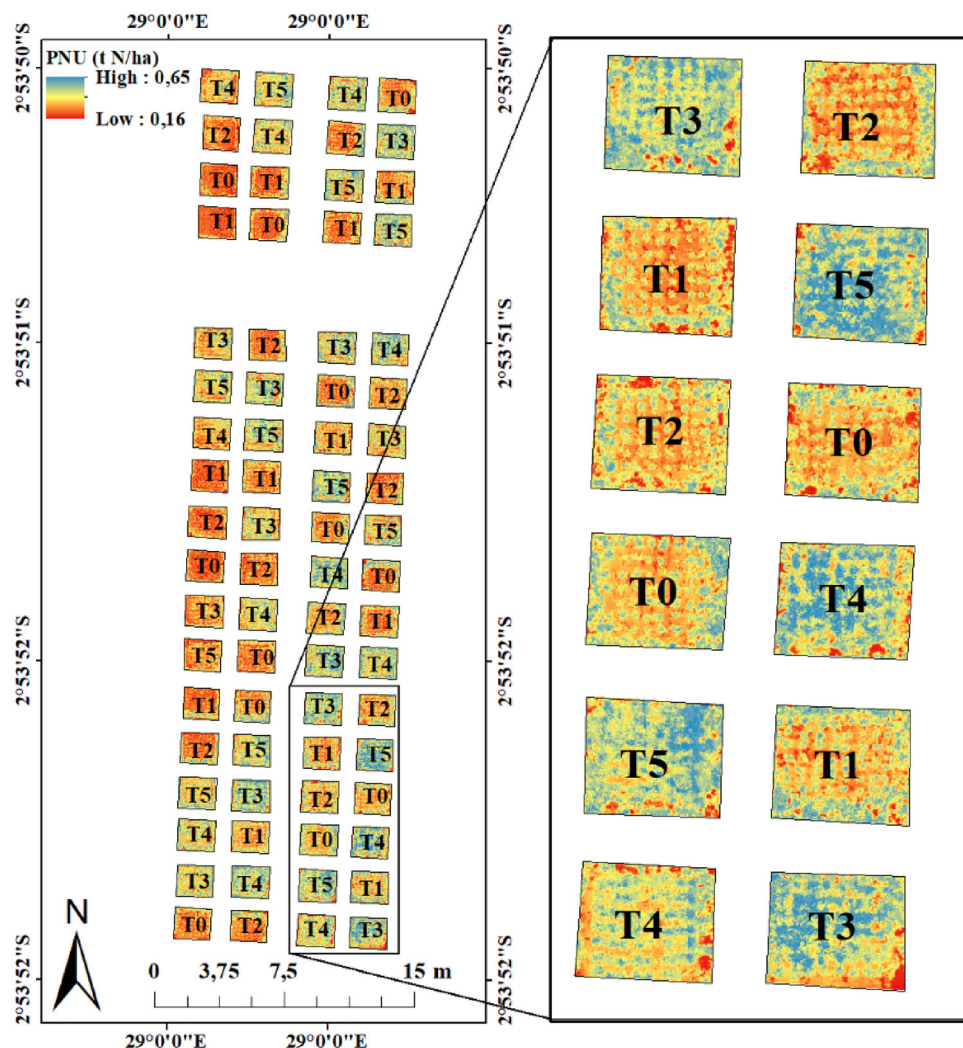 29°0'0"E 29°0'0"E
PNU (t N/ha)
High : 0,65
Low : 0,16
2°53'50"S 2°53'50"S
T4 T5 T4 T0
T2 T4 T2 T3
T0 T1 T5 T1
T1 T0 T1 T5
2°53'51"S 2°53'51"S
T3 T2 T3 T4
T5 T3 T0 T2
T4 T5 T1 T3
T1 T1 T5 T2
T2 T3 T0 T5
T0 T2 T4 T0
T3 T4 T2 T1
T5 T0 T3 T4
2°53'52"S 2°53'52"S
T1 T0 T3 T2
T2 T5 T1 T5
T5 T3 T2 T0
T4 T1 T0 T4
T3 T4 T5 T1
T0 T2 T4 T3
N
0 3,75 7,5 15 m
2°53'52"S 2°53'52"S
29°0'0"E 29°0'0"E
T3 T2
T1 T5
T2 T0
T0 T4
T5 T1
T4 T3